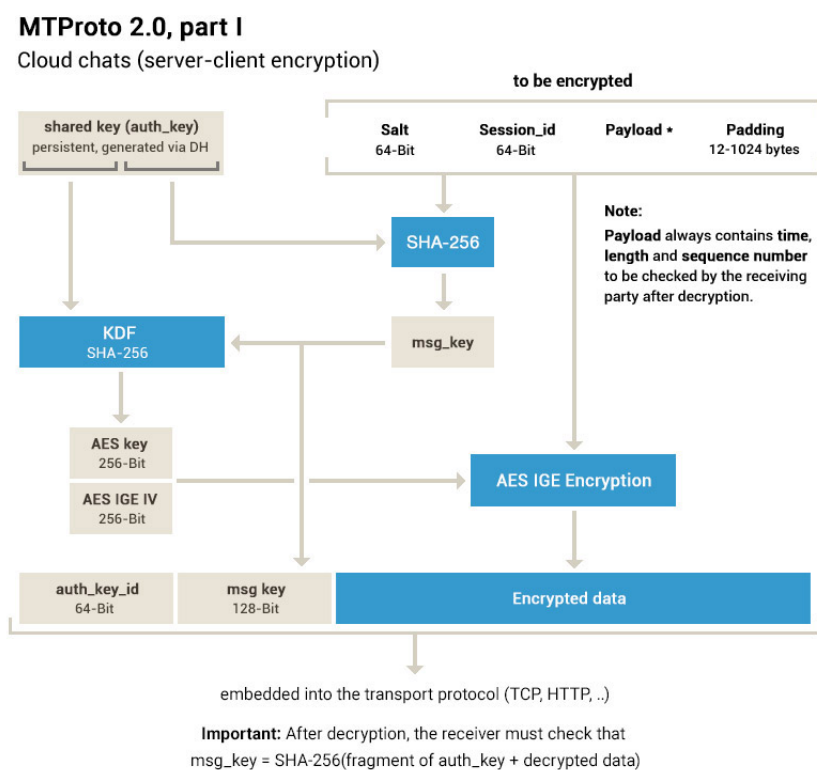 MTProto 2.0, part I
Cloud chats (server-client encryption)
to be encrypted
shared key (auth_key)
persistent, generated via DH
Salt
64-Bit
Session_id
64-Bit
Payload *
Padding
12-1024 bytes
Note:
Payload always contains time,
length and sequence number
to be checked by the receiving
party after decryption.
SHA-256
KDF
SHA-256
msg_key
AES key
256-Bit
AES IGE IV
256-Bit
AES IGE Encryption
auth_key_id
64-Bit
msg key
128-Bit
Encrypted data
embedded into the transport protocol (TCP, HTTP, ..)
Important: After decryption, the receiver must check that
msg_key = SHA-256(fragment of auth_key + decrypted data)